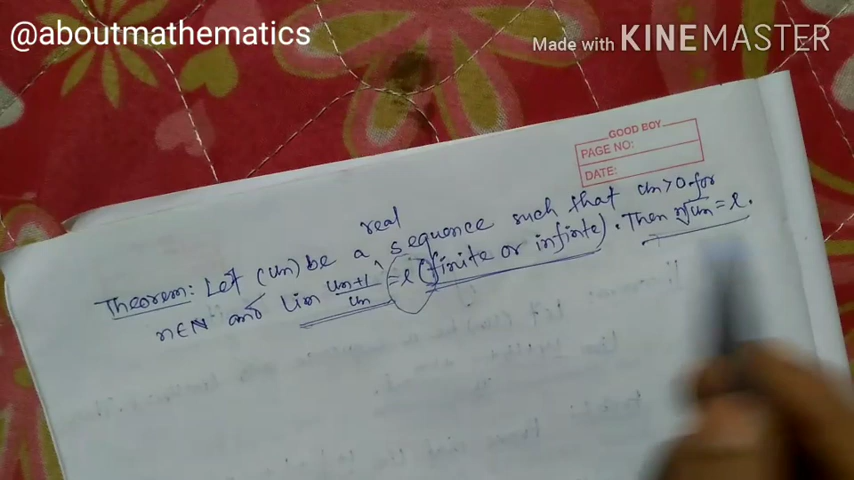 @aboutmathematics
Made with KINEMASTER
GOOD BOY
PAGE NO:
DATE:
Theorem: Let (un) be a ^ real sequence such that un>0 for
n∈N and lim un+1/un = l (finite or infinite). Then n√un = l.